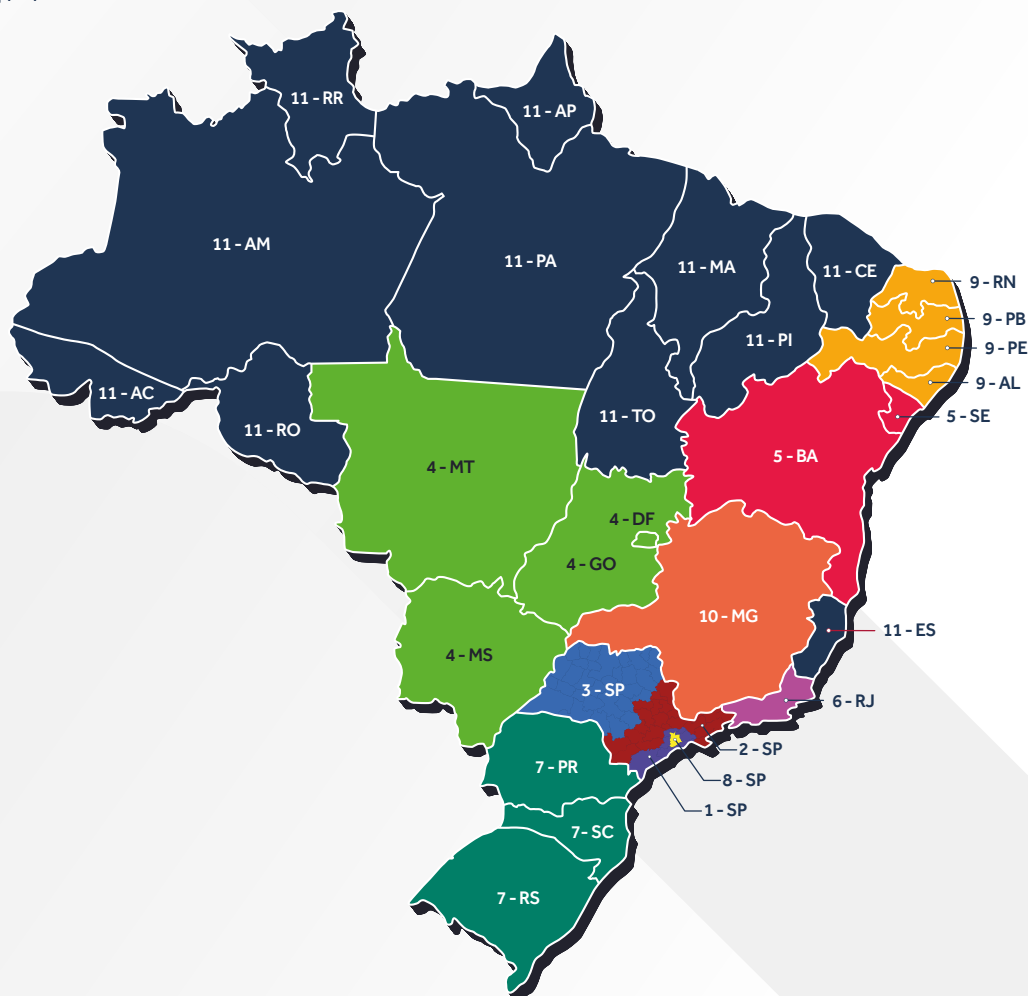 11 - RR
11 - AP
11 - AM
11 - PA
11 - MA
11 - CE
9 - RN
9 - PB
11 - PI
9 - PE
9 - AL
11 - AC
11 - TO
5 - SE
11 - RO
5 - BA
4 - MT
4 - DF
4 - GO
10 - MG
11 - ES
4 - MS
3 - SP
6 - RJ
2 - SP
7 - PR
8 - SP
1 - SP
7 - SC
7 - RS